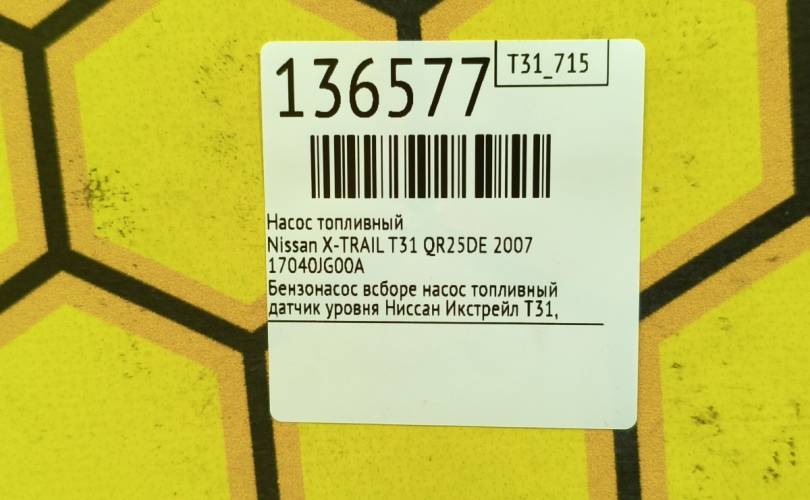 136577
T31_715
Насос топливный
Nissan X-TRAIL T31 QR25DE 2007
17040JG00A
Бензонасос всборе насос топливный
датчик уровня Ниссан Икстрейл Т31,